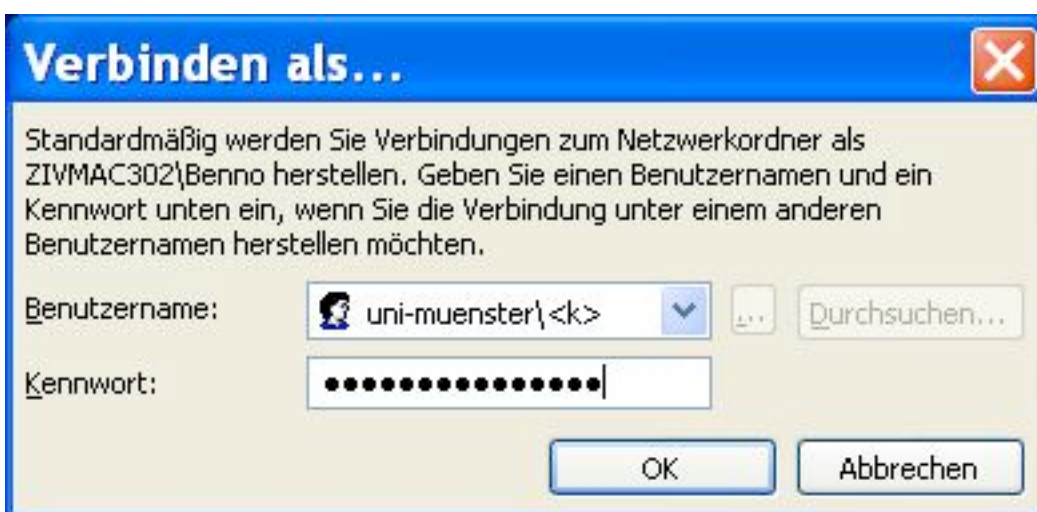 Verbinden als...
Standardmäßig werden Sie Verbindungen zum Netzwerkordner als
ZIVMAC302\Benno herstellen. Geben Sie einen Benutzernamen und ein
Kennwort unten ein, wenn Sie die Verbindung unter einem anderen
Benutzernamen herstellen möchten.
Benutzername: uni-muenster\<k> ... Durchsuchen...
Kennwort: ●●●●●●●●●●●●●●●
OK Abbrechen